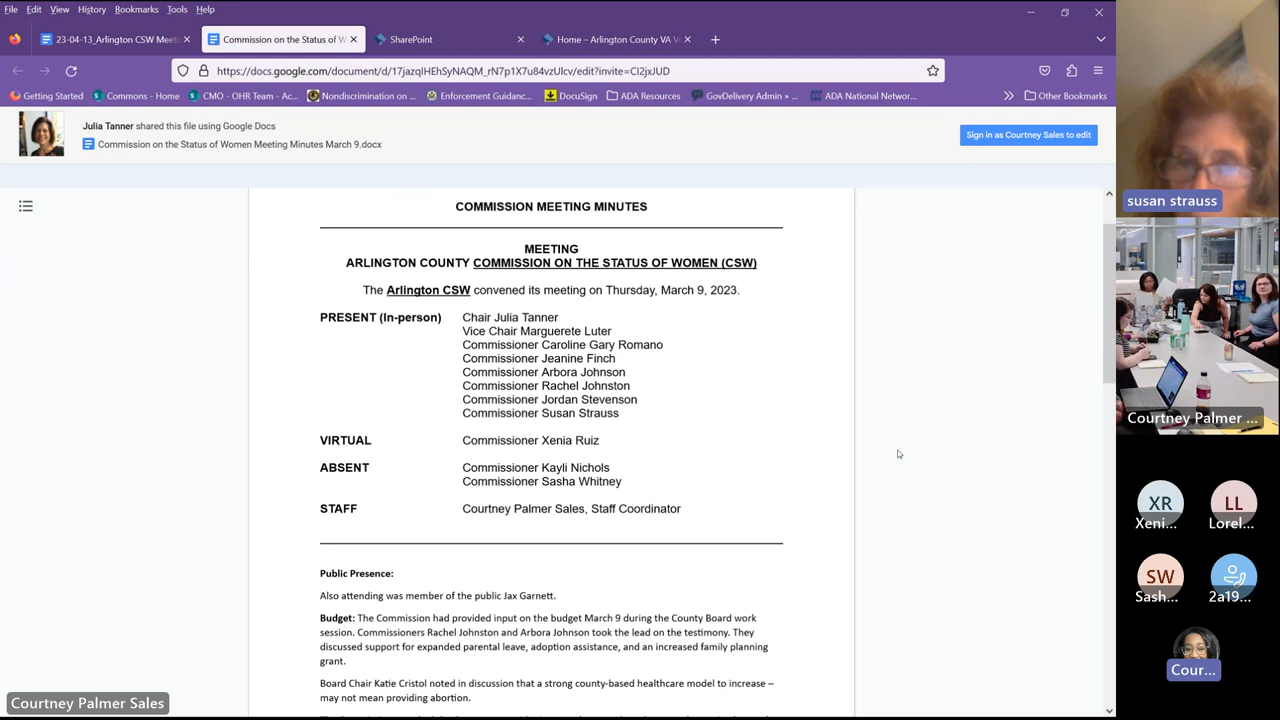 File Edit View History Bookmarks Tools Help
23-04-13_Arlington CSW Meeti
Commission on the Status of W
SharePoint
Home – Arlington County VA V
https://docs.google.com/document/d/17jazqIHEhSyNAQM_rN7p1X7u84vzUlcv/edit?invite=CI2jxJUD
Getting Started
Commons - Home
CMO - OHR Team - Ac...
Nondiscrimination on ...
Enforcement Guidanc...
DocuSign
ADA Resources
GovDelivery Admin » ...
ADA National Networ...
Other Bookmarks
Julia Tanner shared this file using Google Docs
Commission on the Status of Women Meeting Minutes March 9.docx
Sign in as Courtney Sales to edit
COMMISSION MEETING MINUTES
MEETING
ARLINGTON COUNTY COMMISSION ON THE STATUS OF WOMEN (CSW)
The Arlington CSW convened its meeting on Thursday, March 9, 2023.
PRESENT (In-person) Chair Julia Tanner
Vice Chair Marguerete Luter
Commissioner Caroline Gary Romano
Commissioner Jeanine Finch
Commissioner Arbora Johnson
Commissioner Rachel Johnston
Commissioner Jordan Stevenson
Commissioner Susan Strauss
VIRTUAL Commissioner Xenia Ruiz
ABSENT Commissioner Kayli Nichols
Commissioner Sasha Whitney
STAFF Courtney Palmer Sales, Staff Coordinator
Public Presence:
Also attending was member of the public Jax Garnett.
Budget: The Commission had provided input on the budget March 9 during the County Board work
session. Commissioners Rachel Johnston and Arbora Johnson took the lead on the testimony. They
discussed support for expanded parental leave, adoption assistance, and an increased family planning
grant.
Board Chair Katie Cristol noted in discussion that a strong county-based healthcare model to increase –
may not mean providing abortion.
Courtney Palmer Sales
susan strauss
Courtney Palmer ...
XR
Xeni...
LL
Lorel...
SW
Sash...
2a19...
Cour...